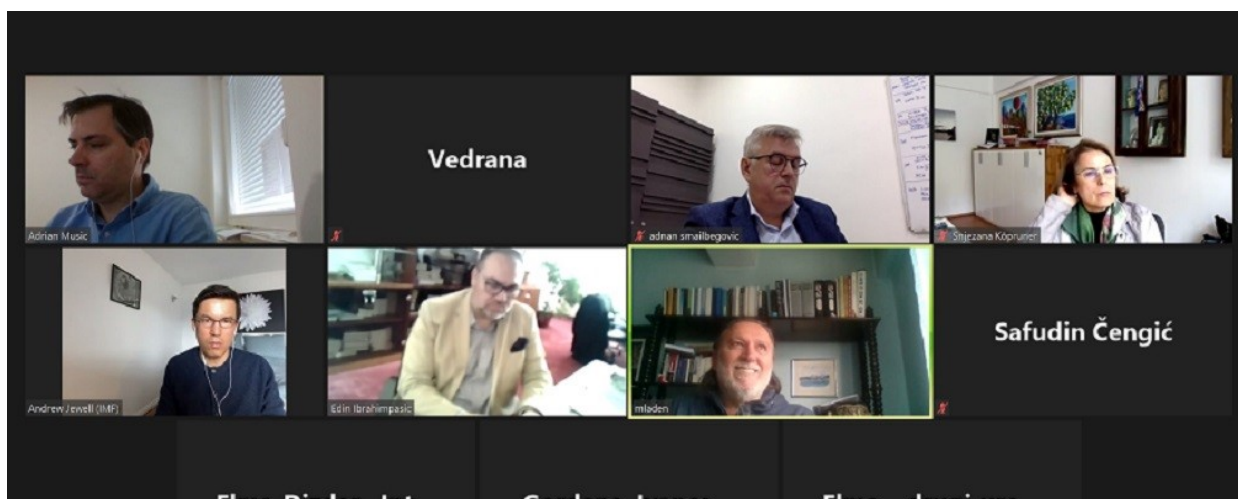 Adrian Music
Vedrana
adnan smailbegovic
Snjezana Köpruner
Andrew Jewell (IMF)
Edin Ibrahimpasic
mladen
Safudin Čengić